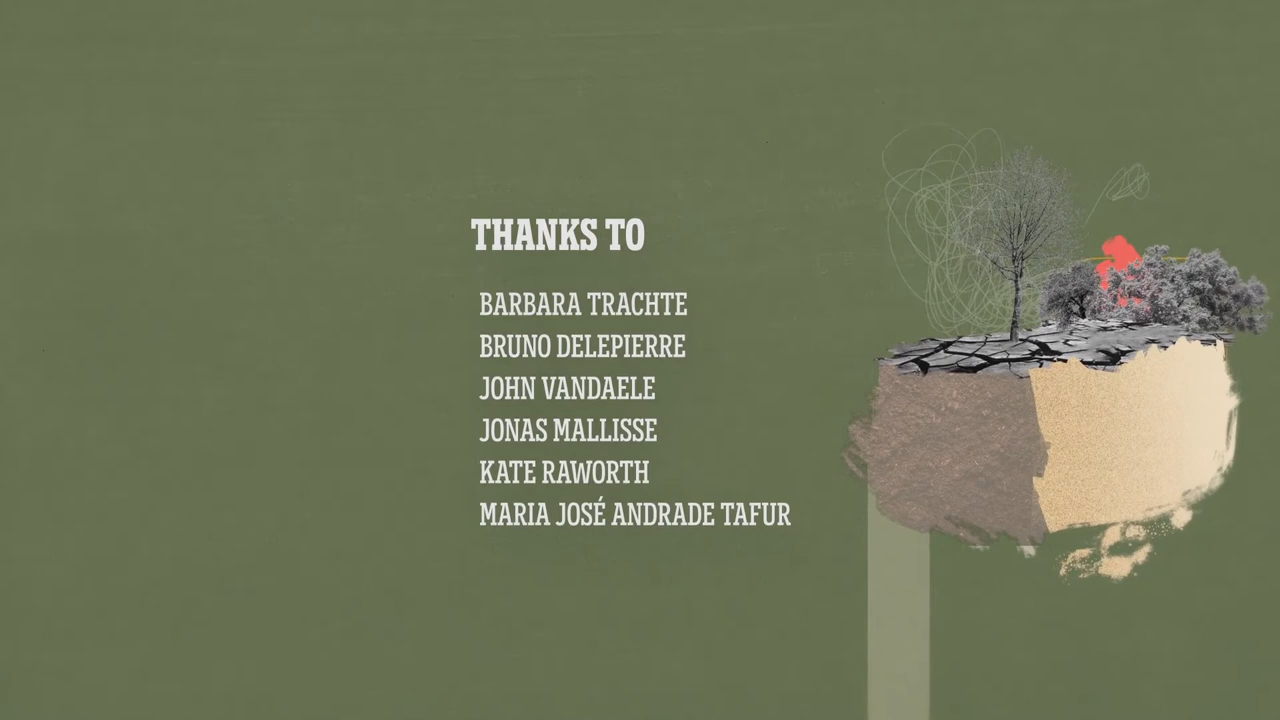 THANKS TO
BARBARA TRACHTE
BRUNO DELEPIERRE
JOHN VANDAELE
JONAS MALLISSE
KATE RAWORTH
MARIA JOSÉ ANDRADE TAFUR